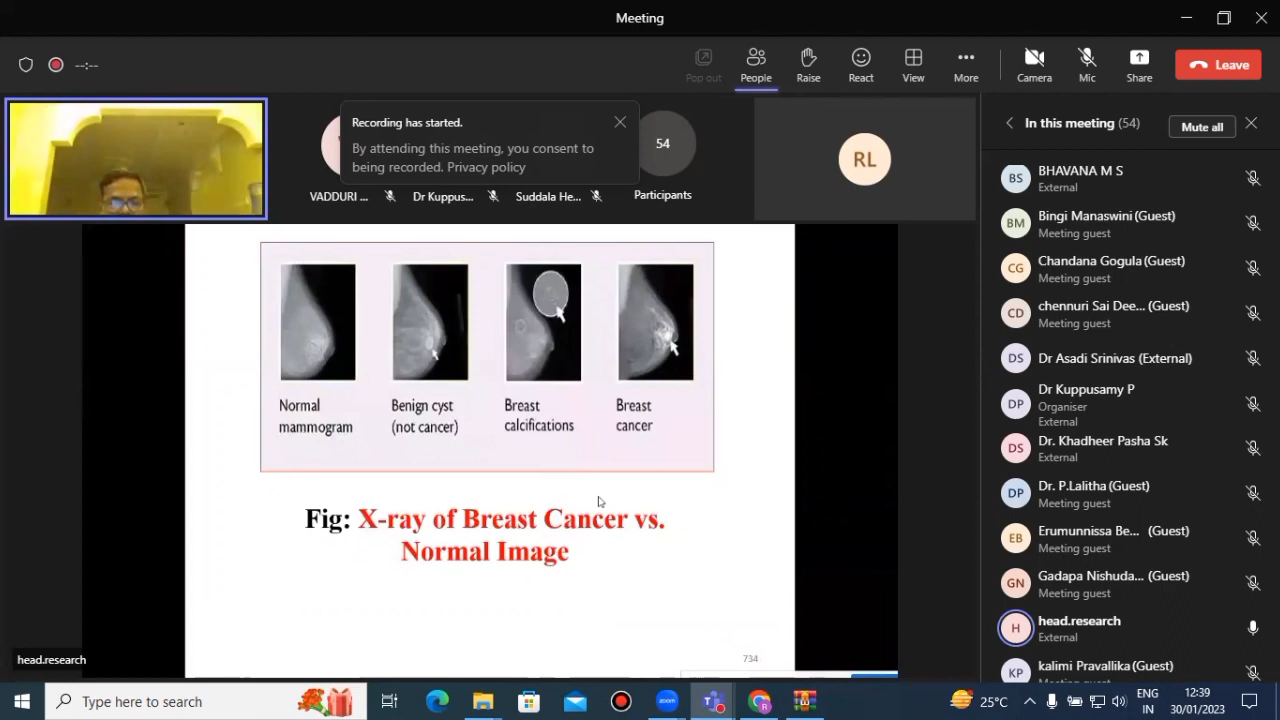 Meeting
--:--
Pop out
People
Raise
React
View
More
Camera
Mic
Share
Leave
Recording has started.
By attending this meeting, you consent to
being recorded. Privacy policy
VADDURI ...
Dr Kuppus...
Suddala He...
54
Participants
RL
In this meeting (54)
Mute all
BS
BHAVANA M S
External
BM
Bingi Manaswini (Guest)
Meeting guest
CG
Chandana Gogula (Guest)
Meeting guest
CD
chennuri Sai Dee... (Guest)
Meeting guest
DS
Dr Asadi Srinivas (External)
DP
Dr Kuppusamy P
Organiser
External
DS
Dr. Khadheer Pasha Sk
External
DP
Dr. P.Lalitha (Guest)
Meeting guest
EB
Erumunnissa Be... (Guest)
Meeting guest
GN
Gadapa Nishuda... (Guest)
Meeting guest
H
head.research
External
KP
kalimi Pravallika (Guest)
Normal
mammogram
Benign cyst
(not cancer)
Breast
calcifications
Breast
cancer
Fig: X-ray of Breast Cancer vs.
Normal Image
734
head.research
Type here to search
zoom
25°C
ENG
IN
12:39
30/01/2023